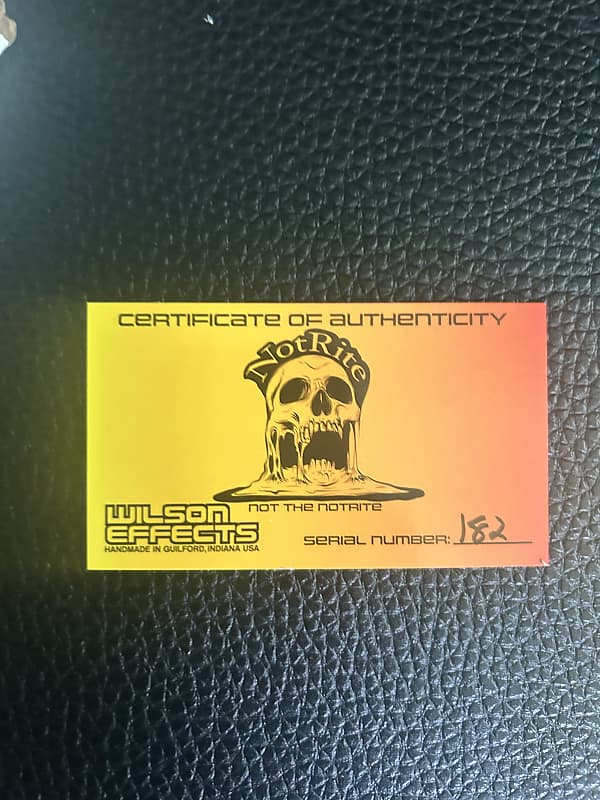 CERTIFICATE OF AUTHENTICITY
NotRite
NOT THE NOTRITE
WILSON
EFFECTS
HANDMADE IN GUILFORD, INDIANA USA
SERIAL NUMBER: 182